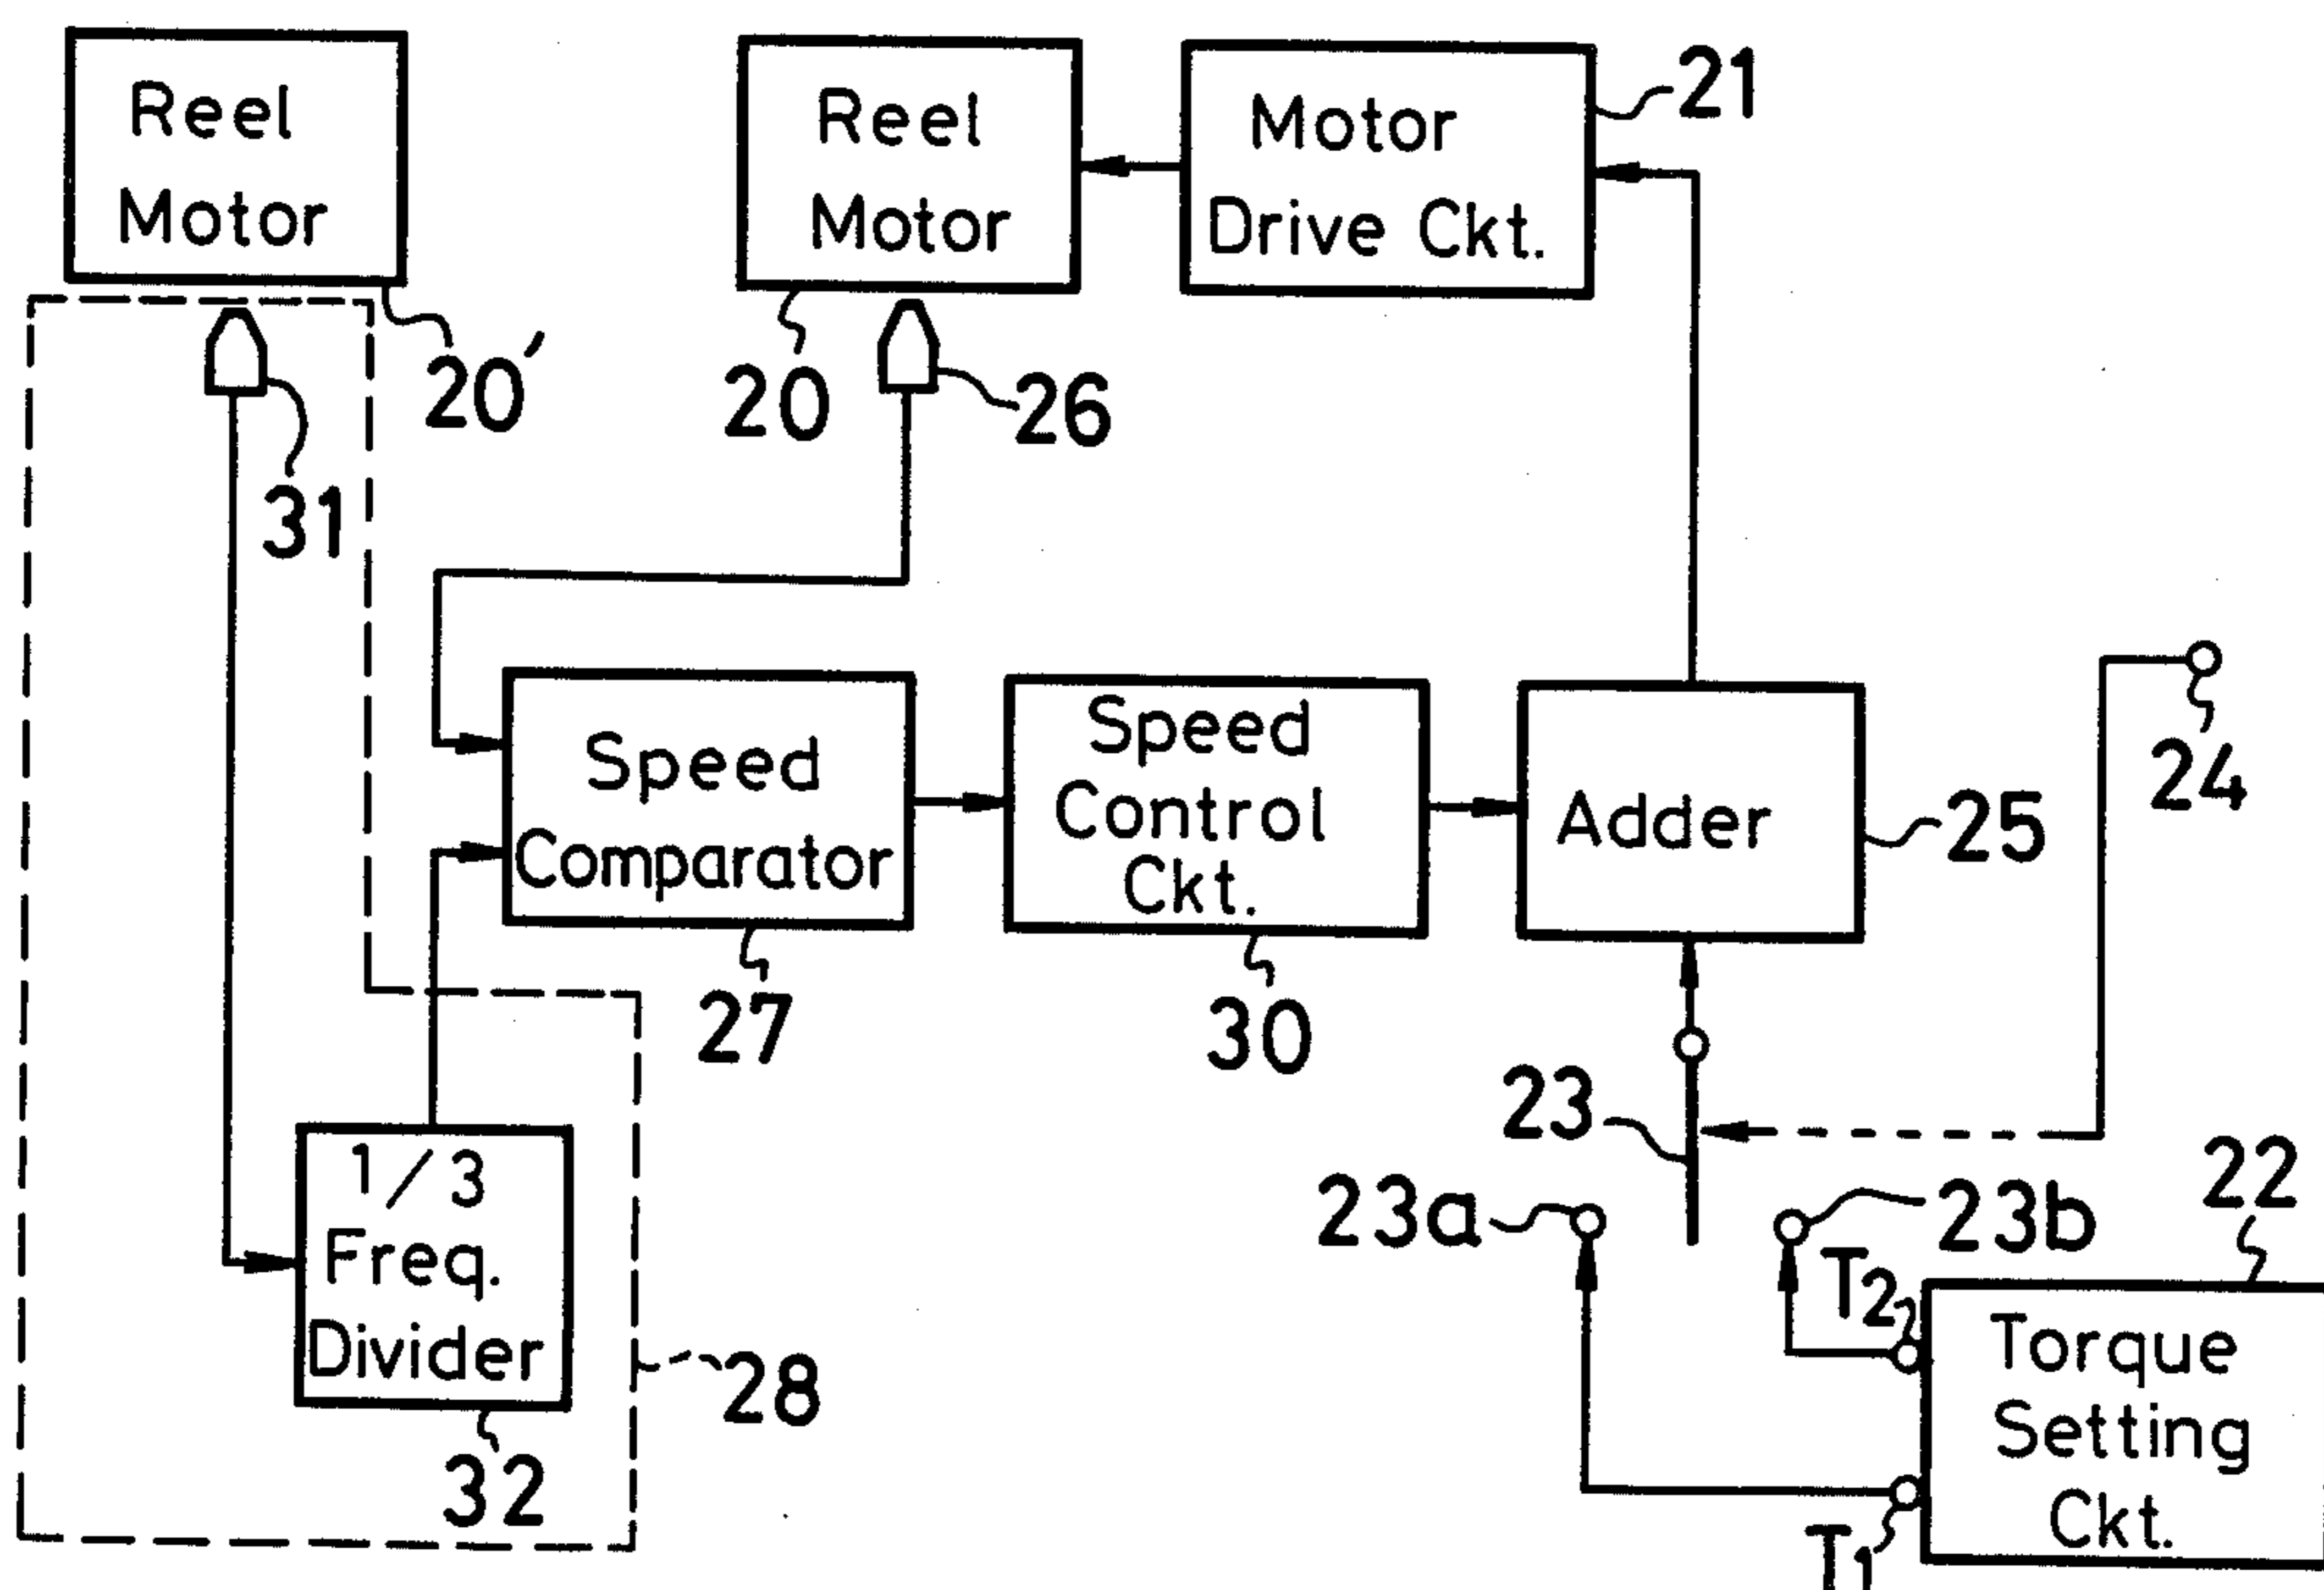 Reel
Motor
Reel
Motor
Motor
Drive Ckt.
21
20'
20
26
31
24
Speed
Comparator
Speed
Control
Ckt.
Adder
25
27
30
23
23a
23b
22
1/3
Freq.
Divider
28
32
T2
Torque
Setting
Ckt.
T1